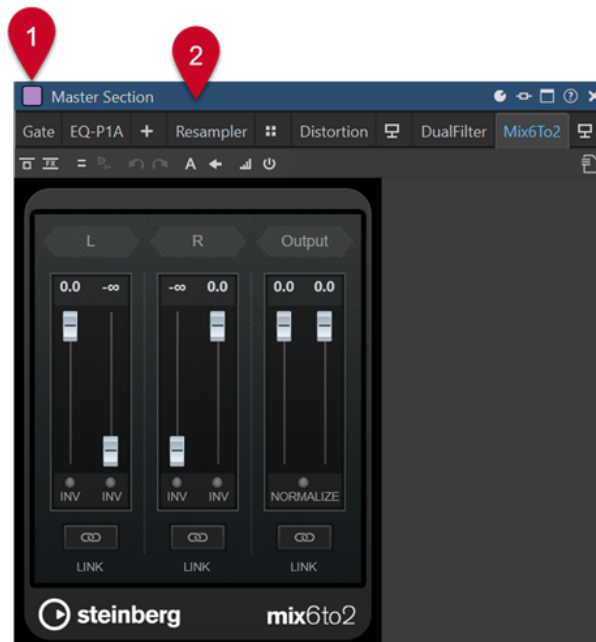 1
2
Master Section
Gate EQ-P1A + Resampler Distortion DualFilter Mix6To2
FX = A
L R Output
0.0 -∞ -∞ 0.0 0.0 0.0
INV INV INV INV NORMALIZE
LINK LINK LINK
steinberg mix6to2